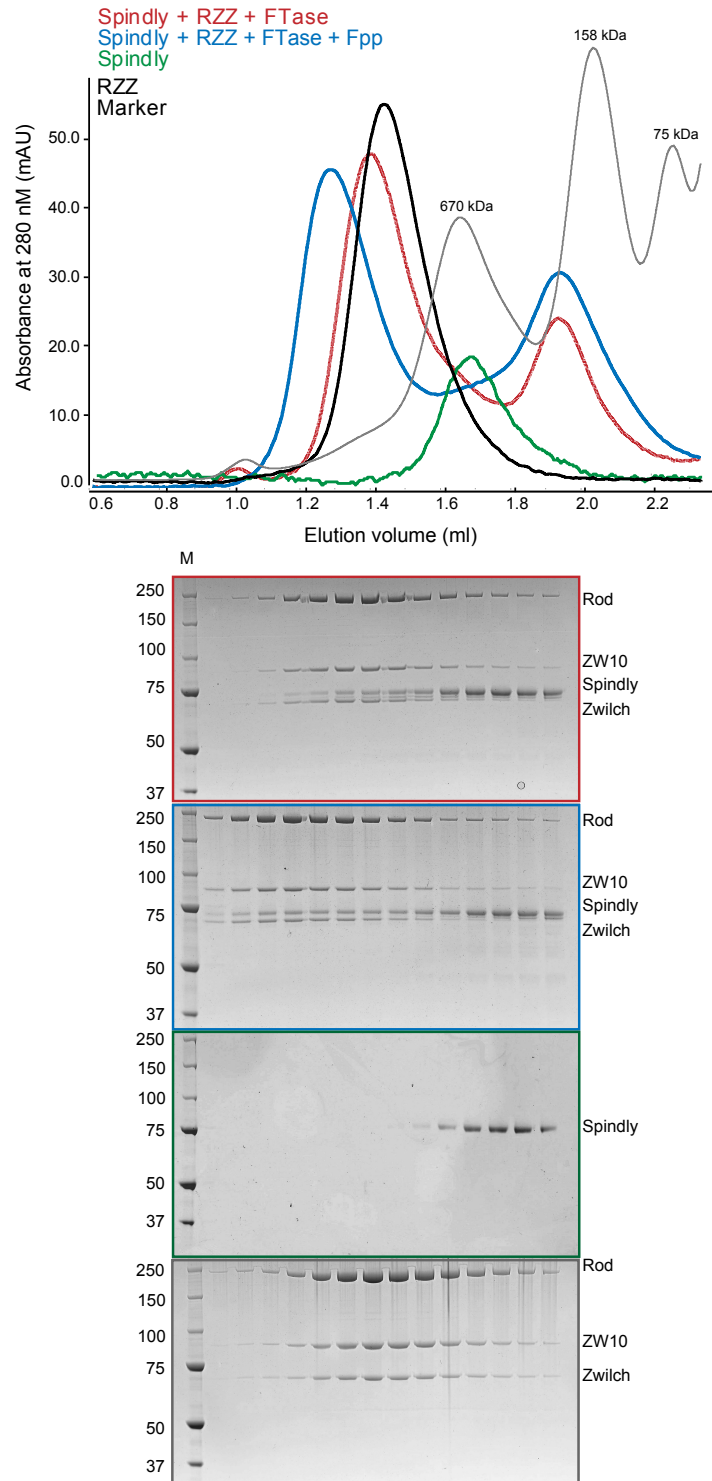 Spindly + RZZ + FTase
Spindly + RZZ + FTase + Fpp
Spindly
RZZ
Marker
158 kDa
75 kDa
670 kDa
Absorbance at 280 nM (mAU)
50.0
40.0
30.0
20.0
10.0
0.0
0.6 0.8 1.0 1.2 1.4 1.6 1.8 2.0 2.2
Elution volume (ml)
M
250 Rod
150
100
ZW10
75 Spindly
Zwilch
50
37
250 Rod
150
100
ZW10
75 Spindly
Zwilch
50
37
250
150
100
75 Spindly
50
37
250 Rod
150
100 ZW10
75 Zwilch
50
37